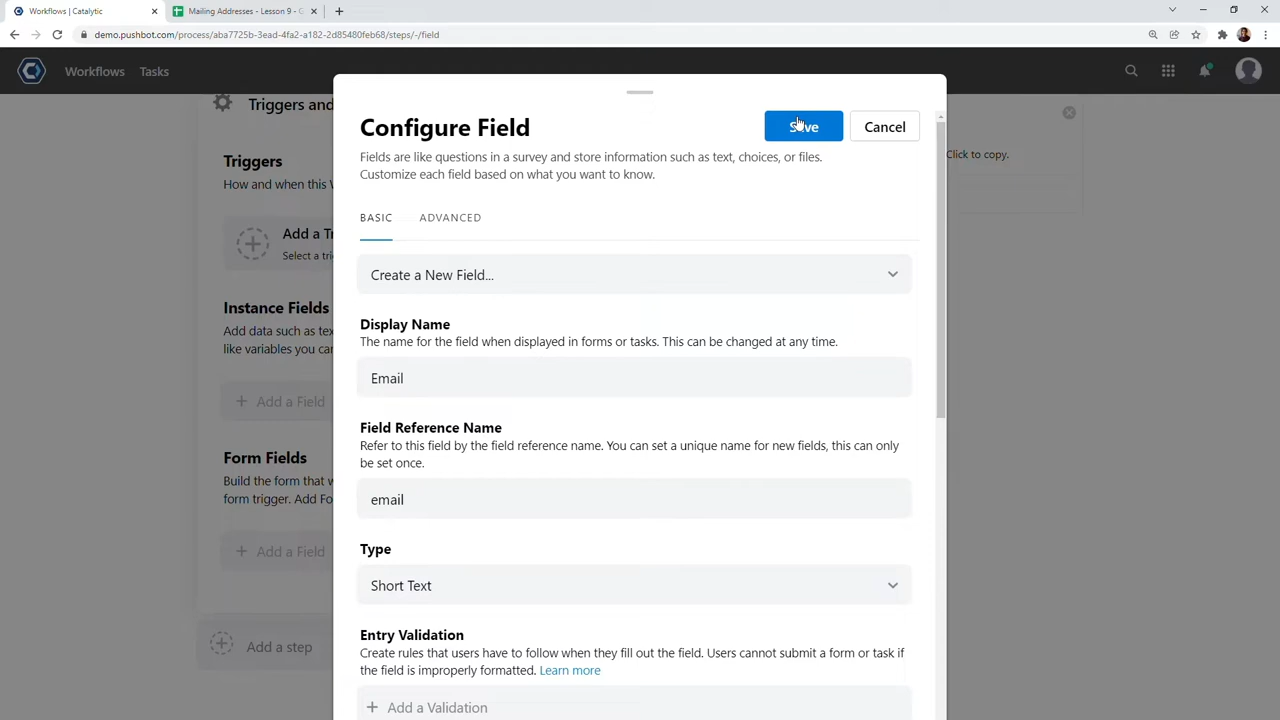 Workflows | Catalytic
Mailing Addresses - Lesson 9 - G
demo.pushbot.com/process/aba7725b-3ead-4fa2-a182-2d85480feb68/steps/-/field
Workflows
Tasks
Triggers and
Triggers
How and when this W
Add a Tr
Select a trig
Instance Fields
Add data such as tex
like variables you can
+ Add a Field
Form Fields
Build the form that w
form trigger. Add Fo
+ Add a Field
Add a step
Click to copy.
Configure Field
Save
Cancel
Fields are like questions in a survey and store information such as text, choices, or files.
Customize each field based on what you want to know.
BASIC
ADVANCED
Create a New Field...
Display Name
The name for the field when displayed in forms or tasks. This can be changed at any time.
Email
Field Reference Name
Refer to this field by the field reference name. You can set a unique name for new fields, this can only
be set once.
email
Type
Short Text
Entry Validation
Create rules that users have to follow when they fill out the field. Users cannot submit a form or task if
the field is improperly formatted. Learn more
+ Add a Validation